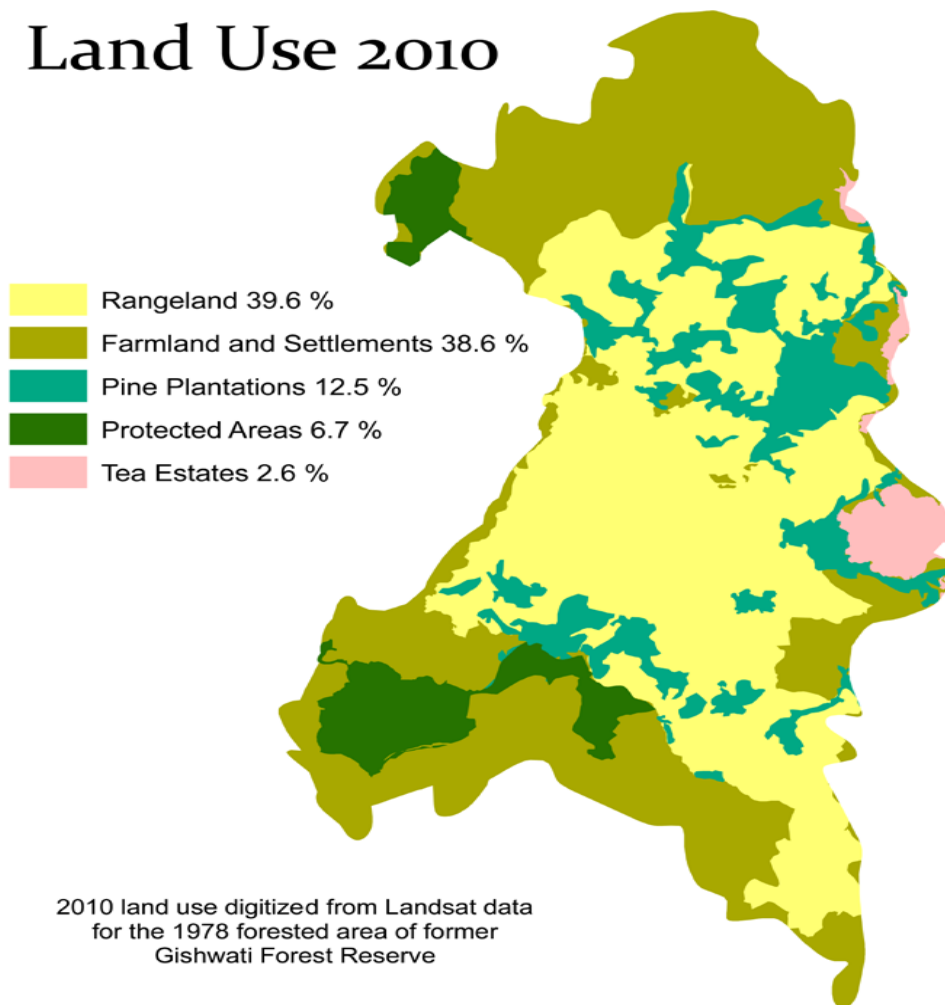 Land Use 2010
Rangeland 39.6 %
Farmland and Settlements 38.6 %
Pine Plantations 12.5 %
Protected Areas 6.7 %
Tea Estates 2.6 %
2010 land use digitized from Landsat data
for the 1978 forested area of former
Gishwati Forest Reserve